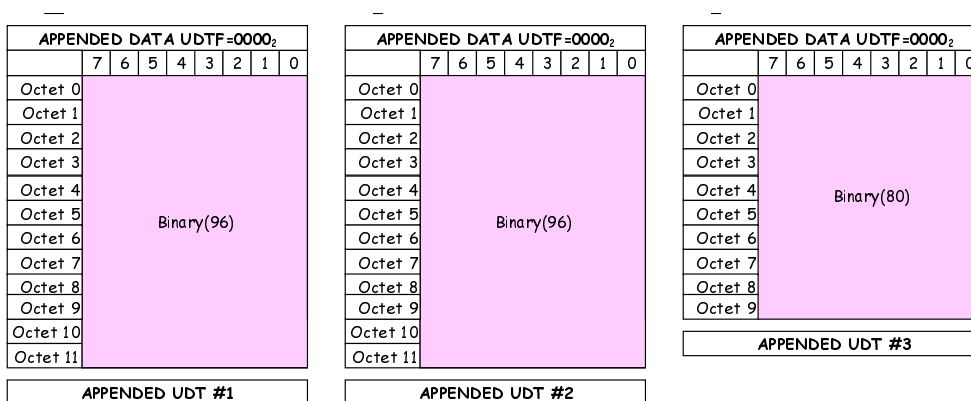 APPENDED DATA UDTF=0000₂
7 6 5 4 3 2 1 0
Octet 0
Octet 1
Octet 2
Octet 3
Octet 4
Octet 5
Octet 6
Octet 7
Octet 8
Octet 9
Octet 10
Octet 11
Binary(96)
APPENDED UDT #1
APPENDED DATA UDTF=0000₂
7 6 5 4 3 2 1 0
Octet 0
Octet 1
Octet 2
Octet 3
Octet 4
Octet 5
Octet 6
Octet 7
Octet 8
Octet 9
Octet 10
Octet 11
Binary(96)
APPENDED UDT #2
APPENDED DATA UDTF=0000₂
7 6 5 4 3 2 1 0
Octet 0
Octet 1
Octet 2
Octet 3
Octet 4
Octet 5
Octet 6
Octet 7
Octet 8
Octet 9
Binary(80)
APPENDED UDT #3